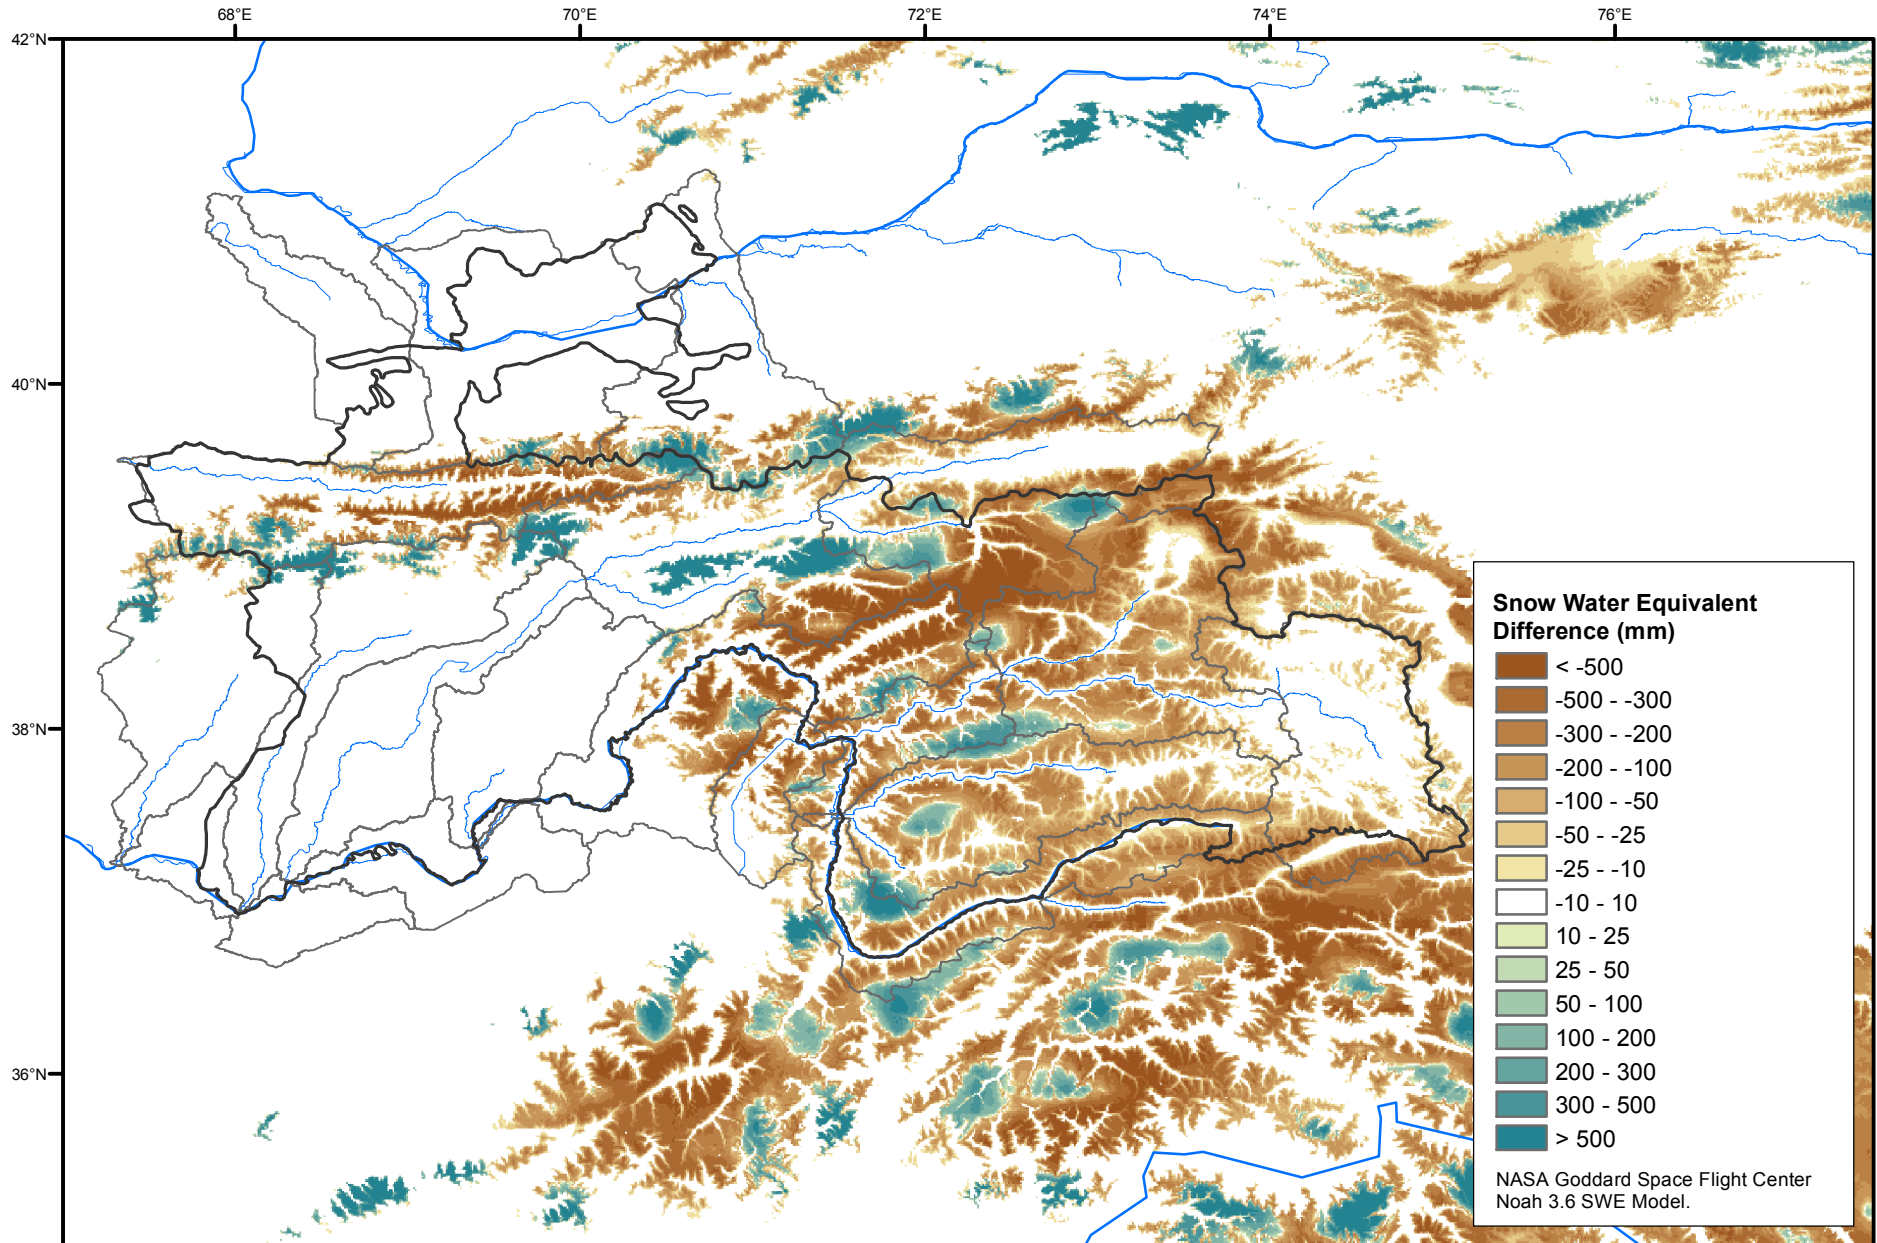 68°E
70°E
72°E
74°E
76°E
42°N
40°N
38°N
36°N
Snow Water Equivalent
Difference (mm)
< -500
-500 - -300
-300 - -200
-200 - -100
-100 - -50
-50 - -25
-25 - -10
-10 - 10
10 - 25
25 - 50
50 - 100
100 - 200
200 - 300
300 - 500
> 500
NASA Goddard Space Flight Center
Noah 3.6 SWE Model.